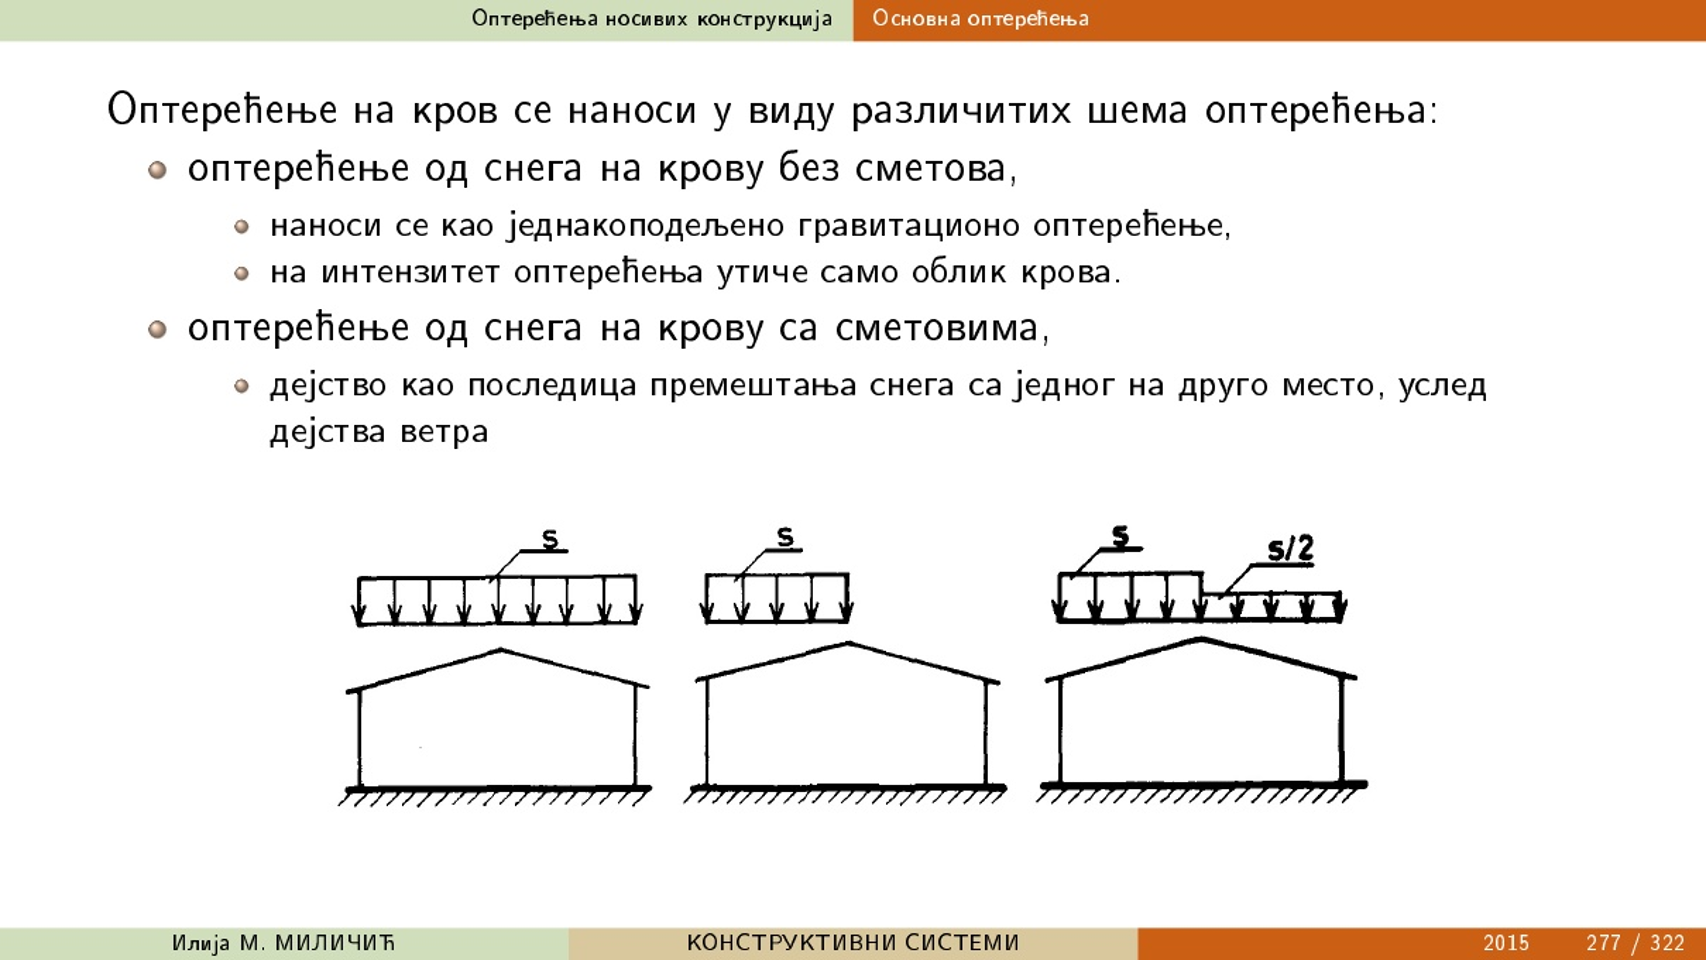 Оптерећења носивих конструкција Основна оптерећења
Оптерећење на кров се наноси у виду различитих шема оптерећења:
оптерећење од снега на крову без сметова,
наноси се као једнакоподељено гравитационо оптерећење,
на интензитет оптерећења утиче само облик крова.
оптерећење од снега на крову са сметовима,
дејство као последица премештања снега са једног на друго место, услед
дејства ветра
s s s s/2
Илија М. МИЛИЧИЋ КОНСТРУКТИВНИ СИСТЕМИ 2015 277 / 322